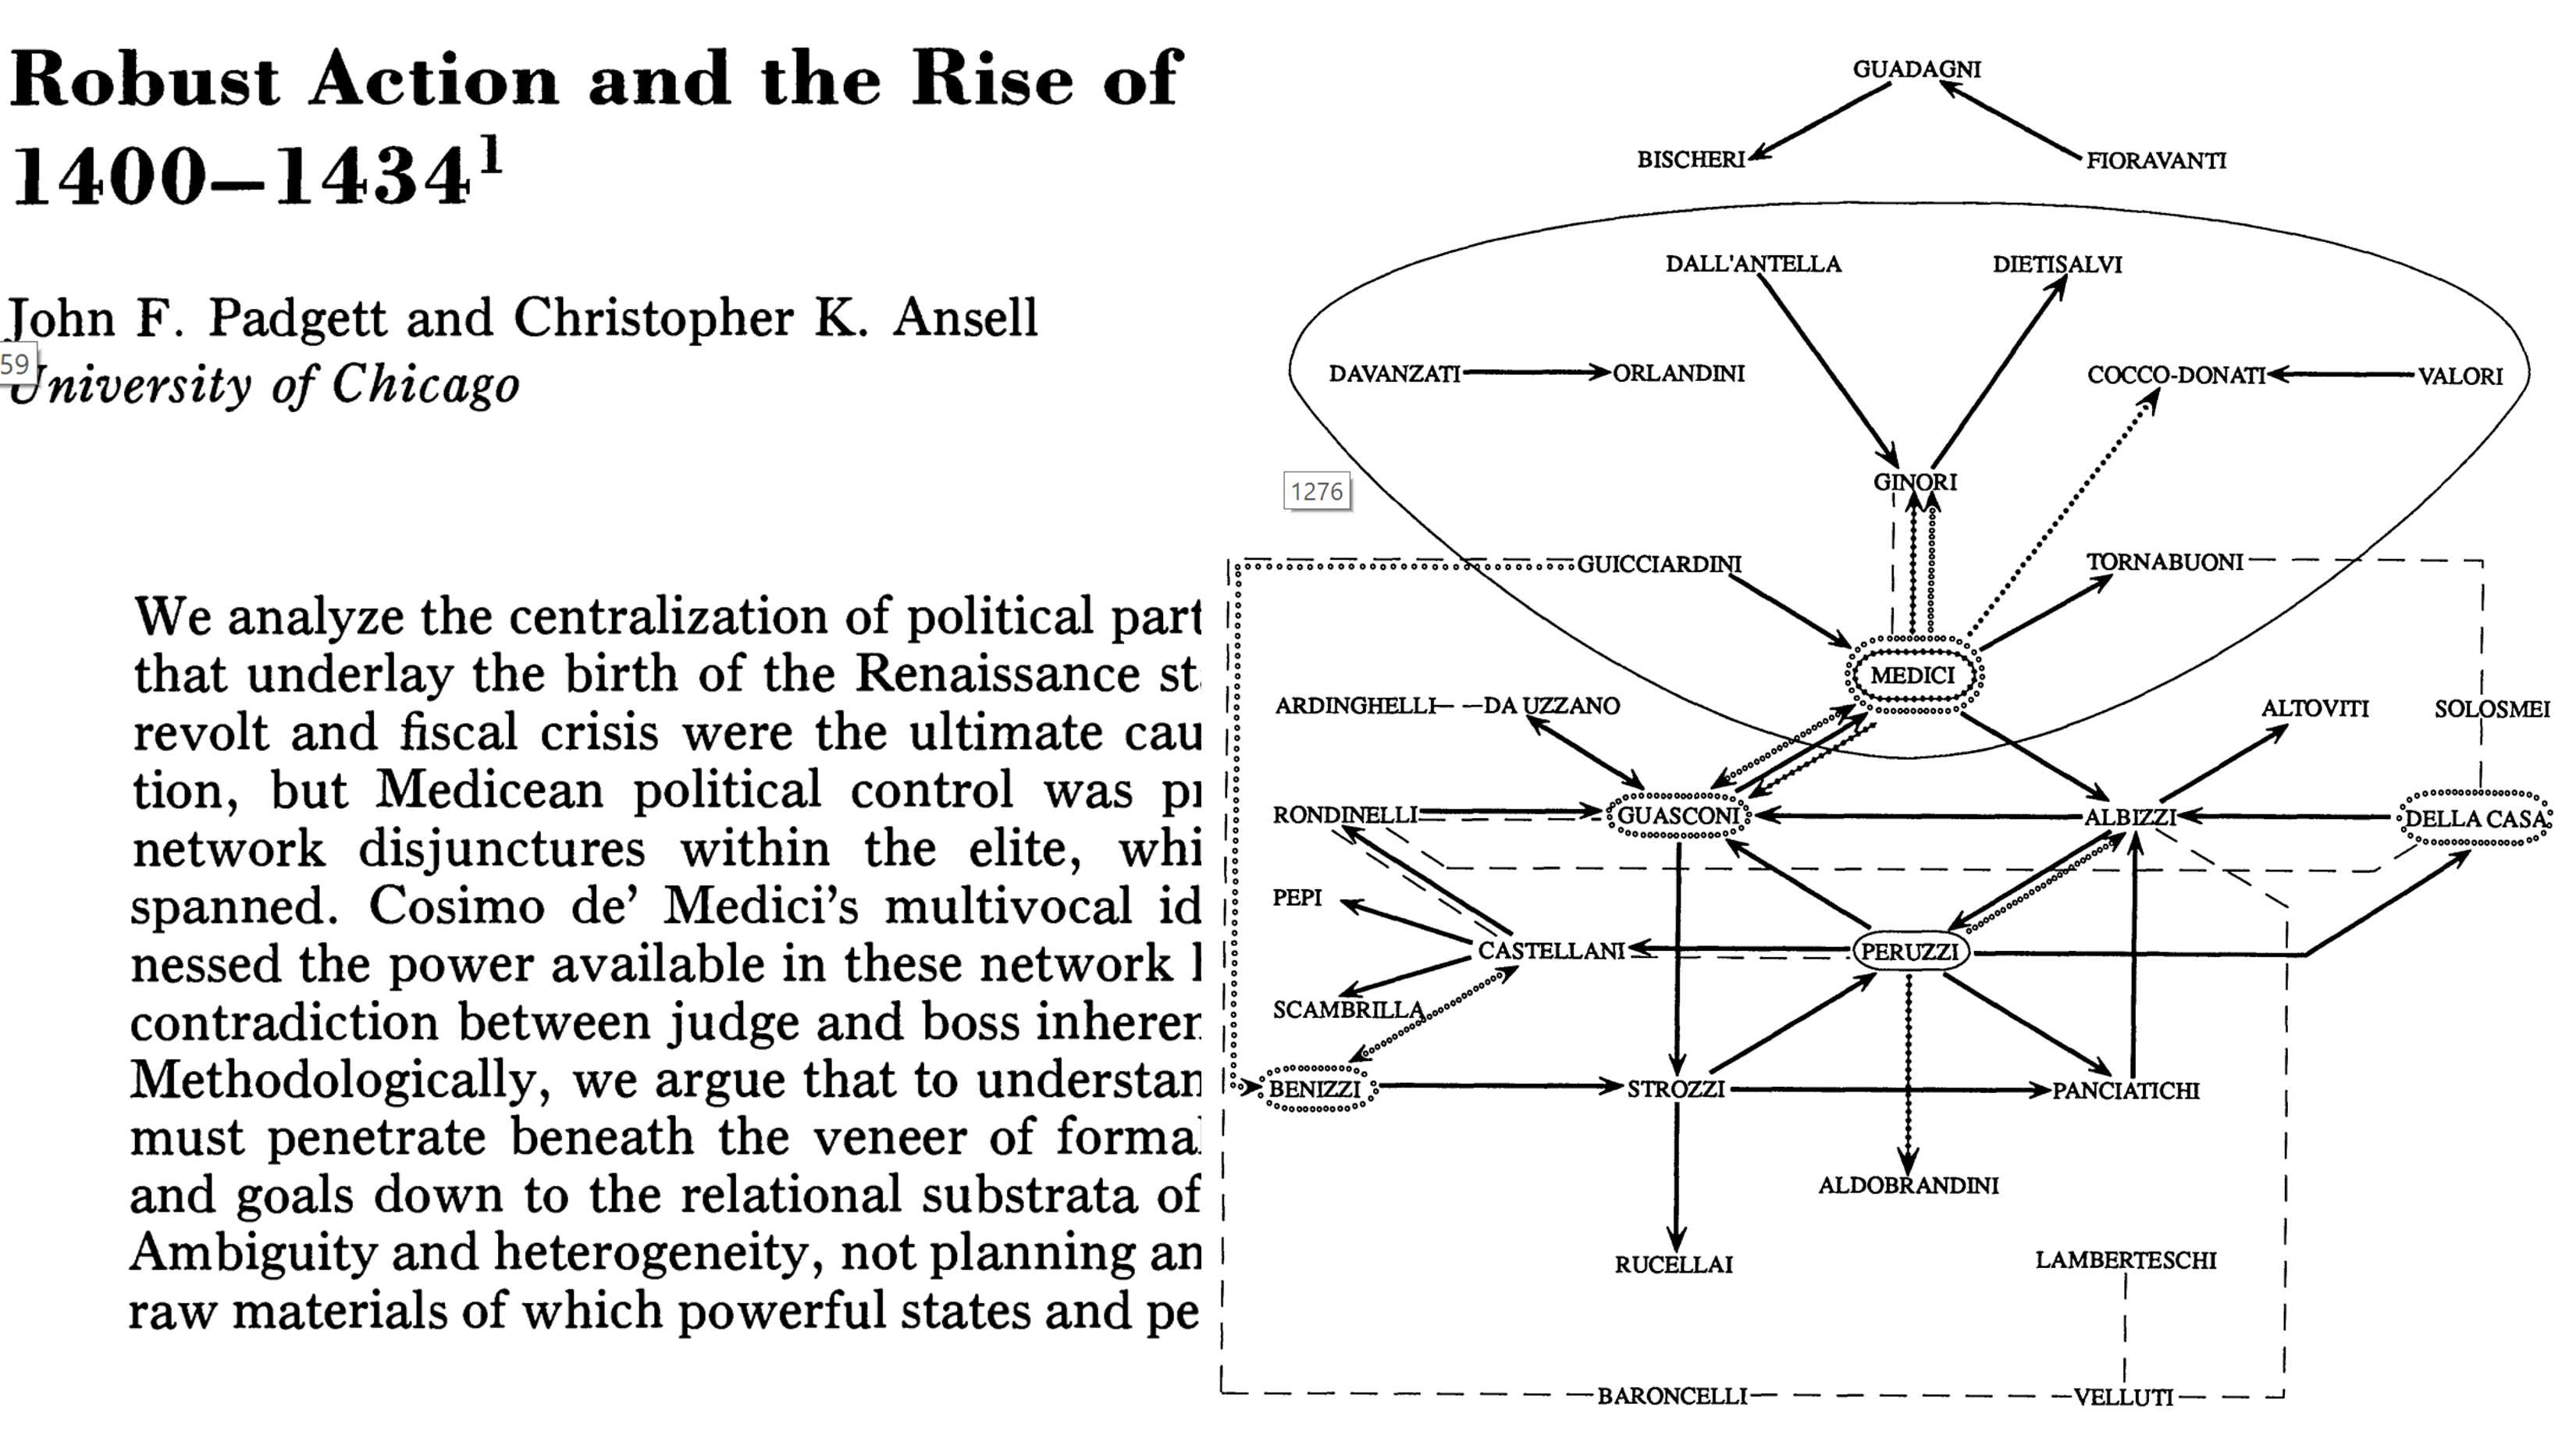 Robust Action and the Rise of
1400–1434¹
John F. Padgett and Christopher K. Ansell
59
University of Chicago
We analyze the centralization of political part
that underlay the birth of the Renaissance st
revolt and fiscal crisis were the ultimate cau
tion, but Medicean political control was pr
network disjunctures within the elite, whi
spanned. Cosimo de’ Medici’s multivocal id
nessed the power available in these network l
contradiction between judge and boss inherer
Methodologically, we argue that to understan
must penetrate beneath the veneer of forma
and goals down to the relational substrata of
Ambiguity and heterogeneity, not planning an
raw materials of which powerful states and pe
GUADAGNI
BISCHERI
FIORAVANTI
DALL'ANTELLA
DIETISALVI
DAVANZATI
ORLANDINI
COCCO-DONATI
VALORI
GINORI
1276
GUICCIARDINI
TORNABUONI
MEDICI
ARDINGHELLI
DA UZZANO
ALTOVITI
SOLOSMEI
RONDINELLI
GUASCONI
ALBIZZI
DELLA CASA
PEPI
CASTELLANI
PERUZZI
SCAMBRILLA
BENIZZI
STROZZI
PANCIATICHI
ALDOBRANDINI
RUCELLAI
LAMBERTESCHI
BARONCELLI
VELLUTI